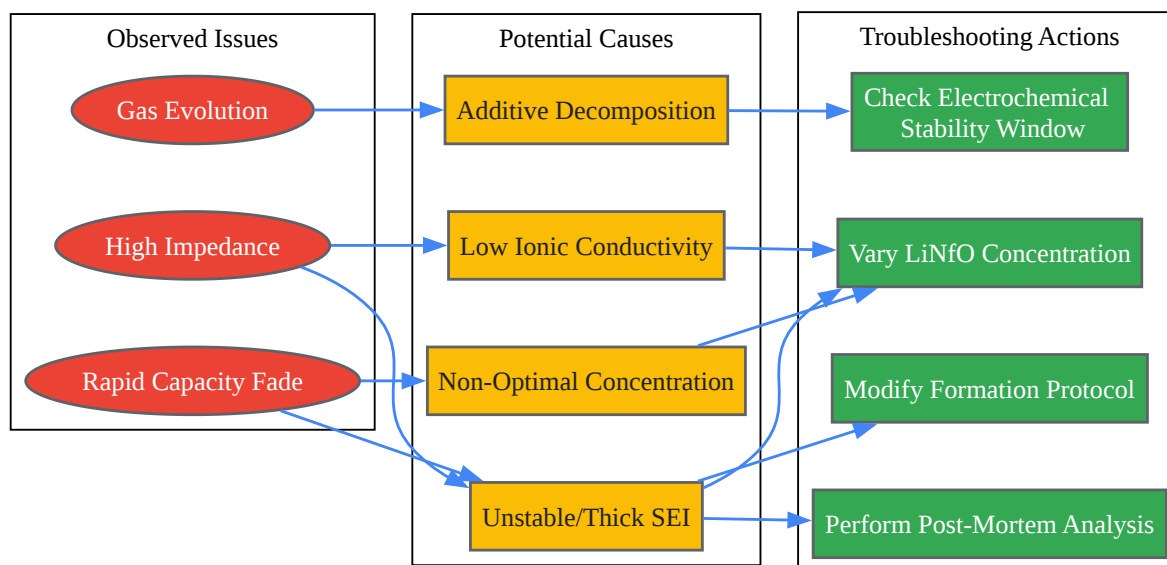 Observed Issues
Gas Evolution
High Impedance
Rapid Capacity Fade
Potential Causes
Additive Decomposition
Low Ionic Conductivity
Non-Optimal Concentration
Unstable/Thick SEI
Troubleshooting Actions
Check Electrochemical
Stability Window
Vary LiNfO Concentration
Modify Formation Protocol
Perform Post-Mortem Analysis